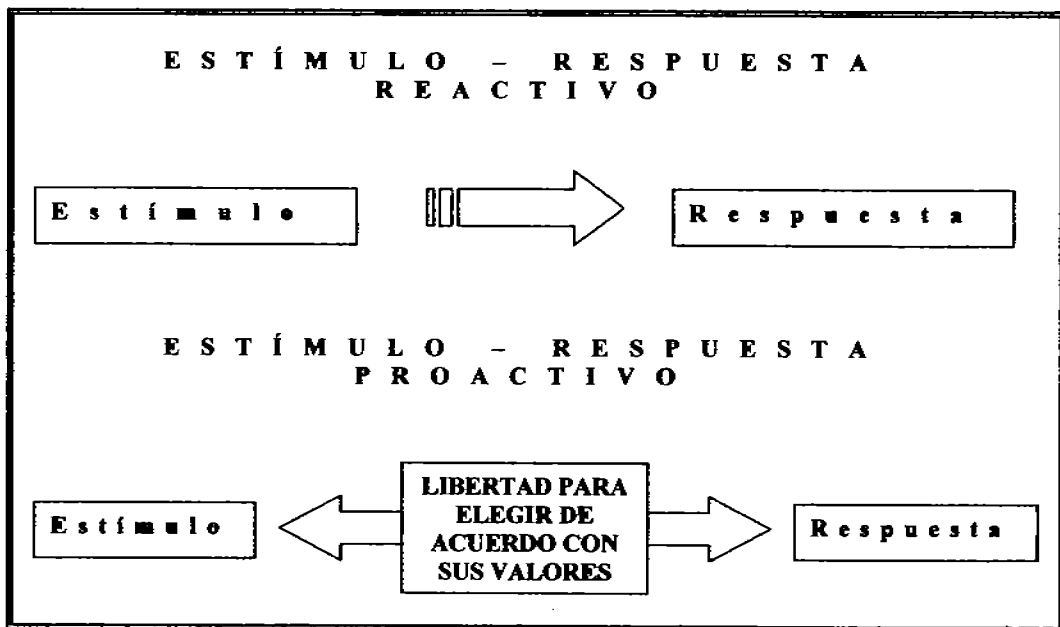 ESTÍMULO – RESPUESTA
REACTIVO
Estímulo
Respuesta
ESTÍMULO – RESPUESTA
PROACTIVO
Estímulo
LIBERTAD PARA
ELEGIR DE
ACUERDO CON
SUS VALORES
Respuesta